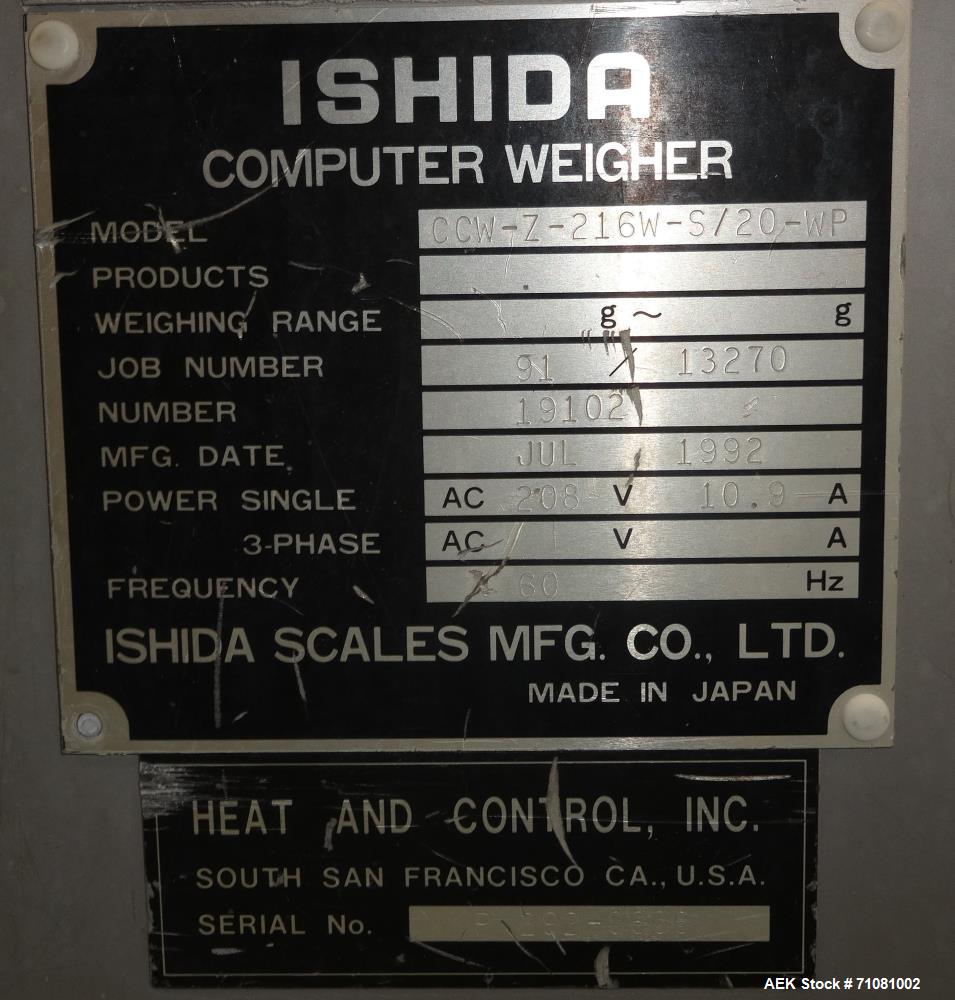 ISHIDA
COMPUTER WEIGHER
MODEL CCW-Z-216W-S/20-WP
PRODUCTS
WEIGHING RANGE g ~ g
JOB NUMBER 91 / 13270
NUMBER 19102
MFG. DATE. JUL 1992
POWER SINGLE AC 208 V 10.9 A
3-PHASE AC V A
FREQUENCY 60 Hz
ISHIDA SCALES MFG. CO., LTD.
MADE IN JAPAN
HEAT AND CONTROL, INC.
SOUTH SAN FRANCISCO CA., U.S.A.
SERIAL No.
AEK Stock # 71081002